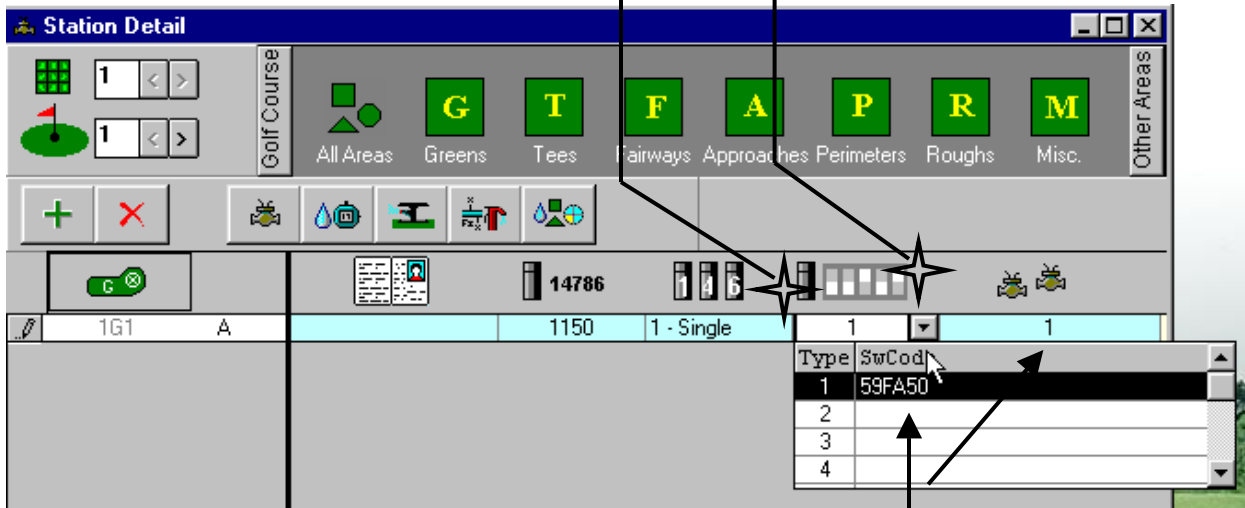 Station Detail
1
1
Golf Course
G
T
F
A
P
R
M
All Areas
Greens
Tees
Fairways
Approaches
Perimeters
Roughs
Misc.
Other Areas
G
14786
1 4 6
1G1 A 1150 1 - Single 1 1
Type SwCod
1 59FA50
2
3
4